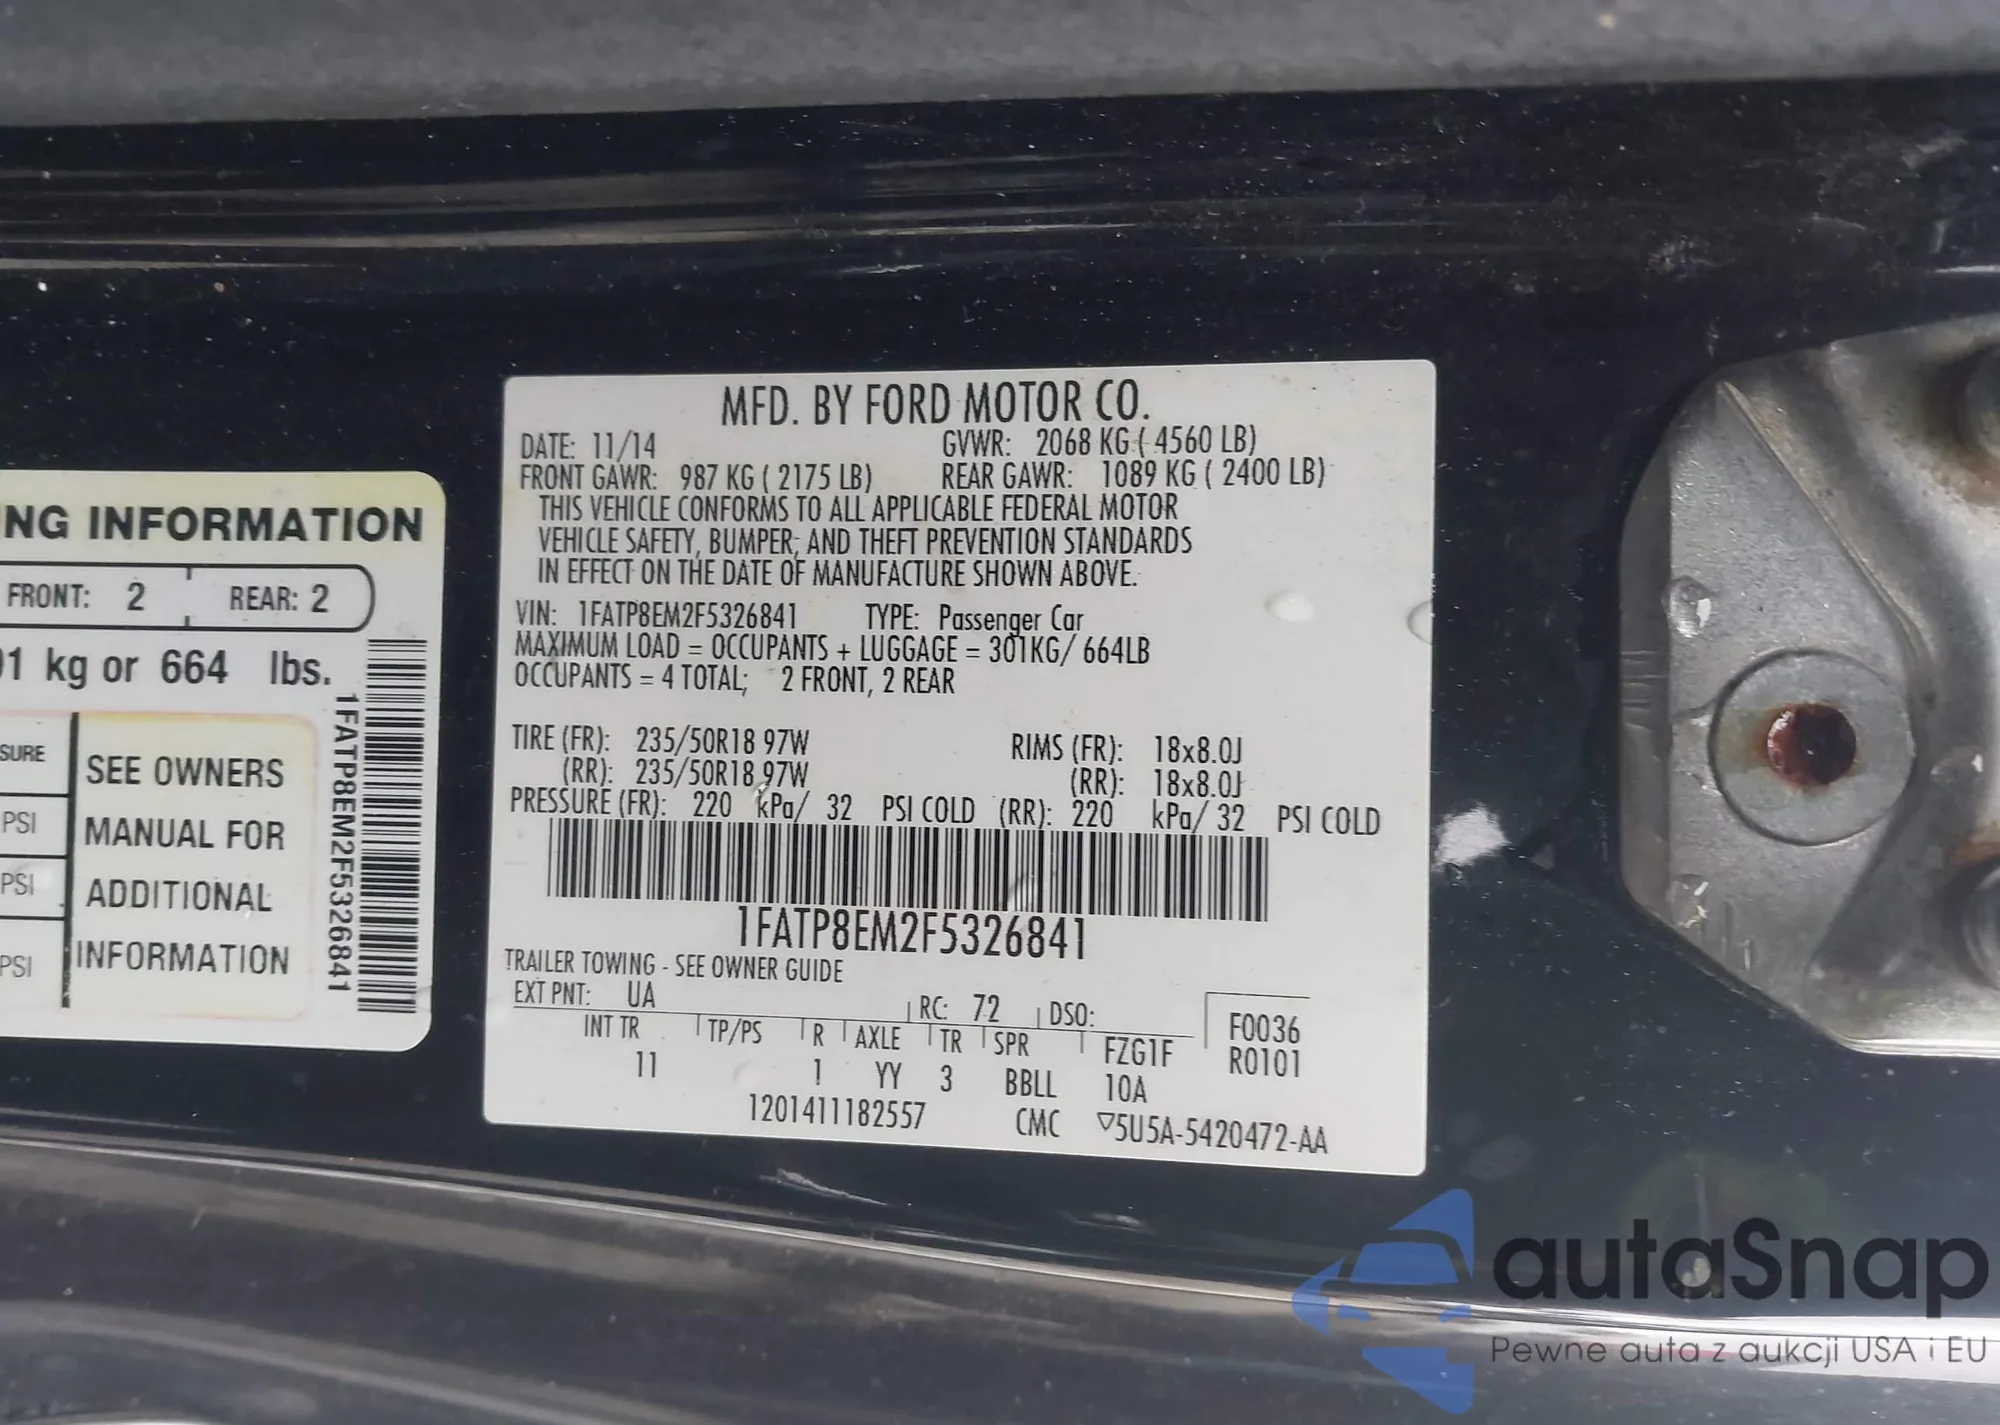 NG INFORMATION
FRONT: 2 REAR: 2
1 kg or 664 lbs.
SURE
PSI
PSI
PSI
SEE OWNERS
MANUAL FOR
ADDITIONAL
INFORMATION
1FATP8EM2F5326841
MFD. BY FORD MOTOR CO.
DATE: 11/14 GVWR: 2068 KG ( 4560 LB)
FRONT GAWR: 987 KG ( 2175 LB) REAR GAWR: 1089 KG ( 2400 LB)
THIS VEHICLE CONFORMS TO ALL APPLICABLE FEDERAL MOTOR
VEHICLE SAFETY, BUMPER, AND THEFT PREVENTION STANDARDS
IN EFFECT ON THE DATE OF MANUFACTURE SHOWN ABOVE.
VIN: 1FATP8EM2F5326841 TYPE: Passenger Car
MAXIMUM LOAD = OCCUPANTS + LUGGAGE = 301KG/ 664LB
OCCUPANTS = 4 TOTAL; 2 FRONT, 2 REAR
TIRE (FR): 235/50R18 97W RIMS (FR): 18x8.0J
(RR): 235/50R18 97W (RR): 18x8.0J
PRESSURE (FR): 220 kPa/ 32 PSI COLD (RR): 220 kPa/ 32 PSI COLD
1FATP8EM2F5326841
TRAILER TOWING - SEE OWNER GUIDE
EXT PNT: UA RC: 72 DSO: F0036
INT TR TP/PS R AXLE TR SPR FZG1F R0101
11 1 YY 3 BBLL 10A
1201411182557 CMC ▽5U5A-5420472-AA
autaSnap
Pewne auta z aukcji USA i EU